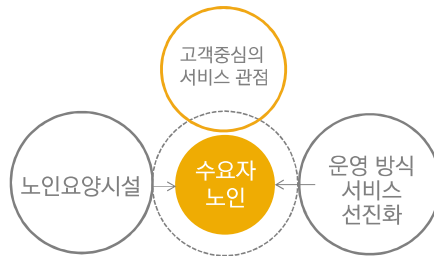 고객중심의
서비스 관점
노인요양시설
수요자
노인
운영 방식
서비스
선진화